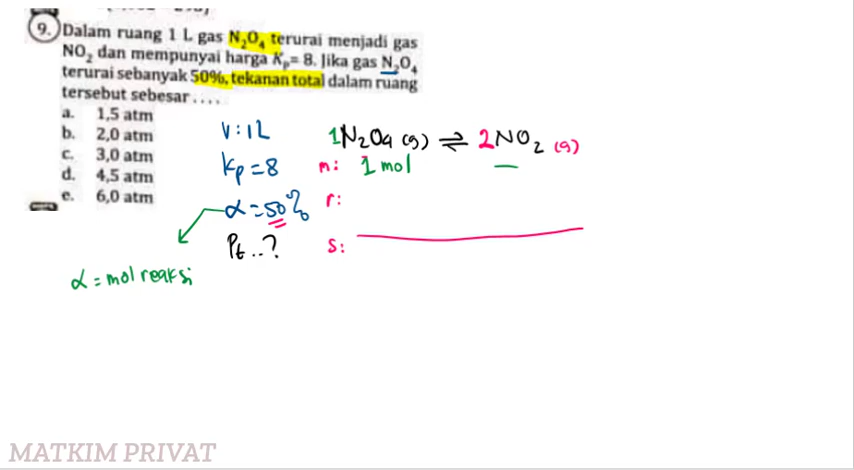 9. Dalam ruang 1 L gas N₂O₄ terurai menjadi gas
NO₂ dan mempunyai harga Kₚ= 8. Jika gas N₂O₄
terurai sebanyak 50%, tekanan total dalam ruang
tersebut sebesar ....
a. 1,5 atm
b. 2,0 atm
c. 3,0 atm
d. 4,5 atm
e. 6,0 atm
V : 1L
Kp = 8
α = 50%
Pt ..?
α = mol reaksi
1N₂O₄ (g) ⇌ 2NO₂ (g)
m: 1 mol —
r:
s:
MATKIM PRIVAT